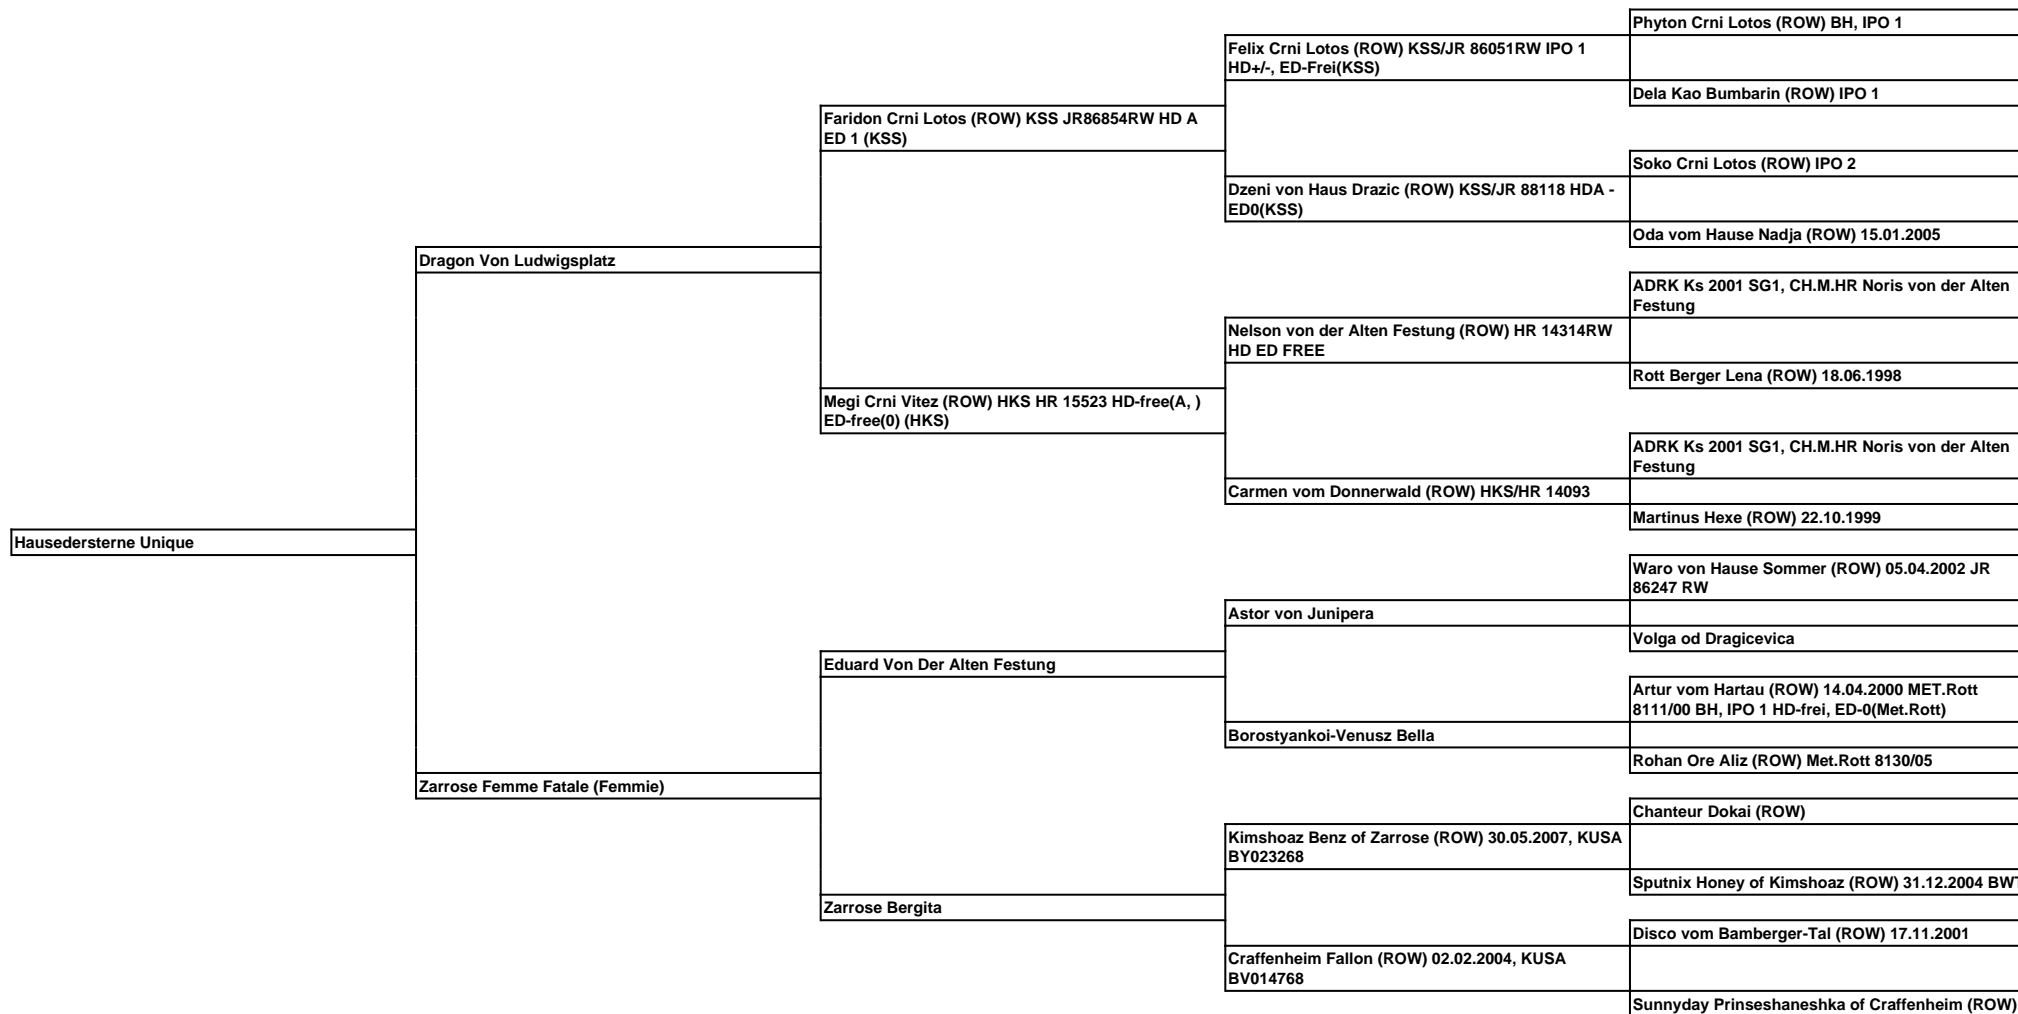 Phyton Crni Lotos (ROW) BH, IPO 1
Felix Crni Lotos (ROW) KSS/JR 86051RW IPO 1
HD+/-, ED-Frei(KSS)
Dela Kao Bumbarin (ROW) IPO 1
Faridon Crni Lotos (ROW) KSS JR86854RW HD A
ED 1 (KSS)
Soko Crni Lotos (ROW) IPO 2
Dzeni von Haus Drazic (ROW) KSS/JR 88118 HDA -
ED0(KSS)
Oda vom Hause Nadja (ROW) 15.01.2005
Dragon Von Ludwigsplatz
ADRK Ks 2001 SG1, CH.M.HR Noris von der Alten
Festung
Nelson von der Alten Festung (ROW) HR 14314RW
HD ED FREE
Rott Berger Lena (ROW) 18.06.1998
Megi Crni Vitez (ROW) HKS HR 15523 HD-free(A, )
ED-free(0) (HKS)
ADRK Ks 2001 SG1, CH.M.HR Noris von der Alten
Festung
Carmen vom Donnerwald (ROW) HKS/HR 14093
Martinus Hexe (ROW) 22.10.1999
Hausedersterne Unique
Waro von Hause Sommer (ROW) 05.04.2002 JR
86247 RW
Astor von Junipera
Volga od Dragicevica
Eduard Von Der Alten Festung
Artur vom Hartau (ROW) 14.04.2000 MET.Rott
8111/00 BH, IPO 1 HD-frei, ED-0(Met.Rott)
Borostyankoi-Venusz Bella
Rohan Ore Aliz (ROW) Met.Rott 8130/05
Zarrose Femme Fatale (Femmie)
Chanteur Dokai (ROW)
Kimshoaz Benz of Zarrose (ROW) 30.05.2007, KUSA
BY023268
Sputnix Honey of Kimshoaz (ROW) 31.12.2004
Zarrose Bergita
Disco vom Bamberger-Tal (ROW) 17.11.2001
Craffenheim Fallon (ROW) 02.02.2004, KUSA
BV014768
Sunnyday Prinseshaneshka of Craffenheim (ROW)